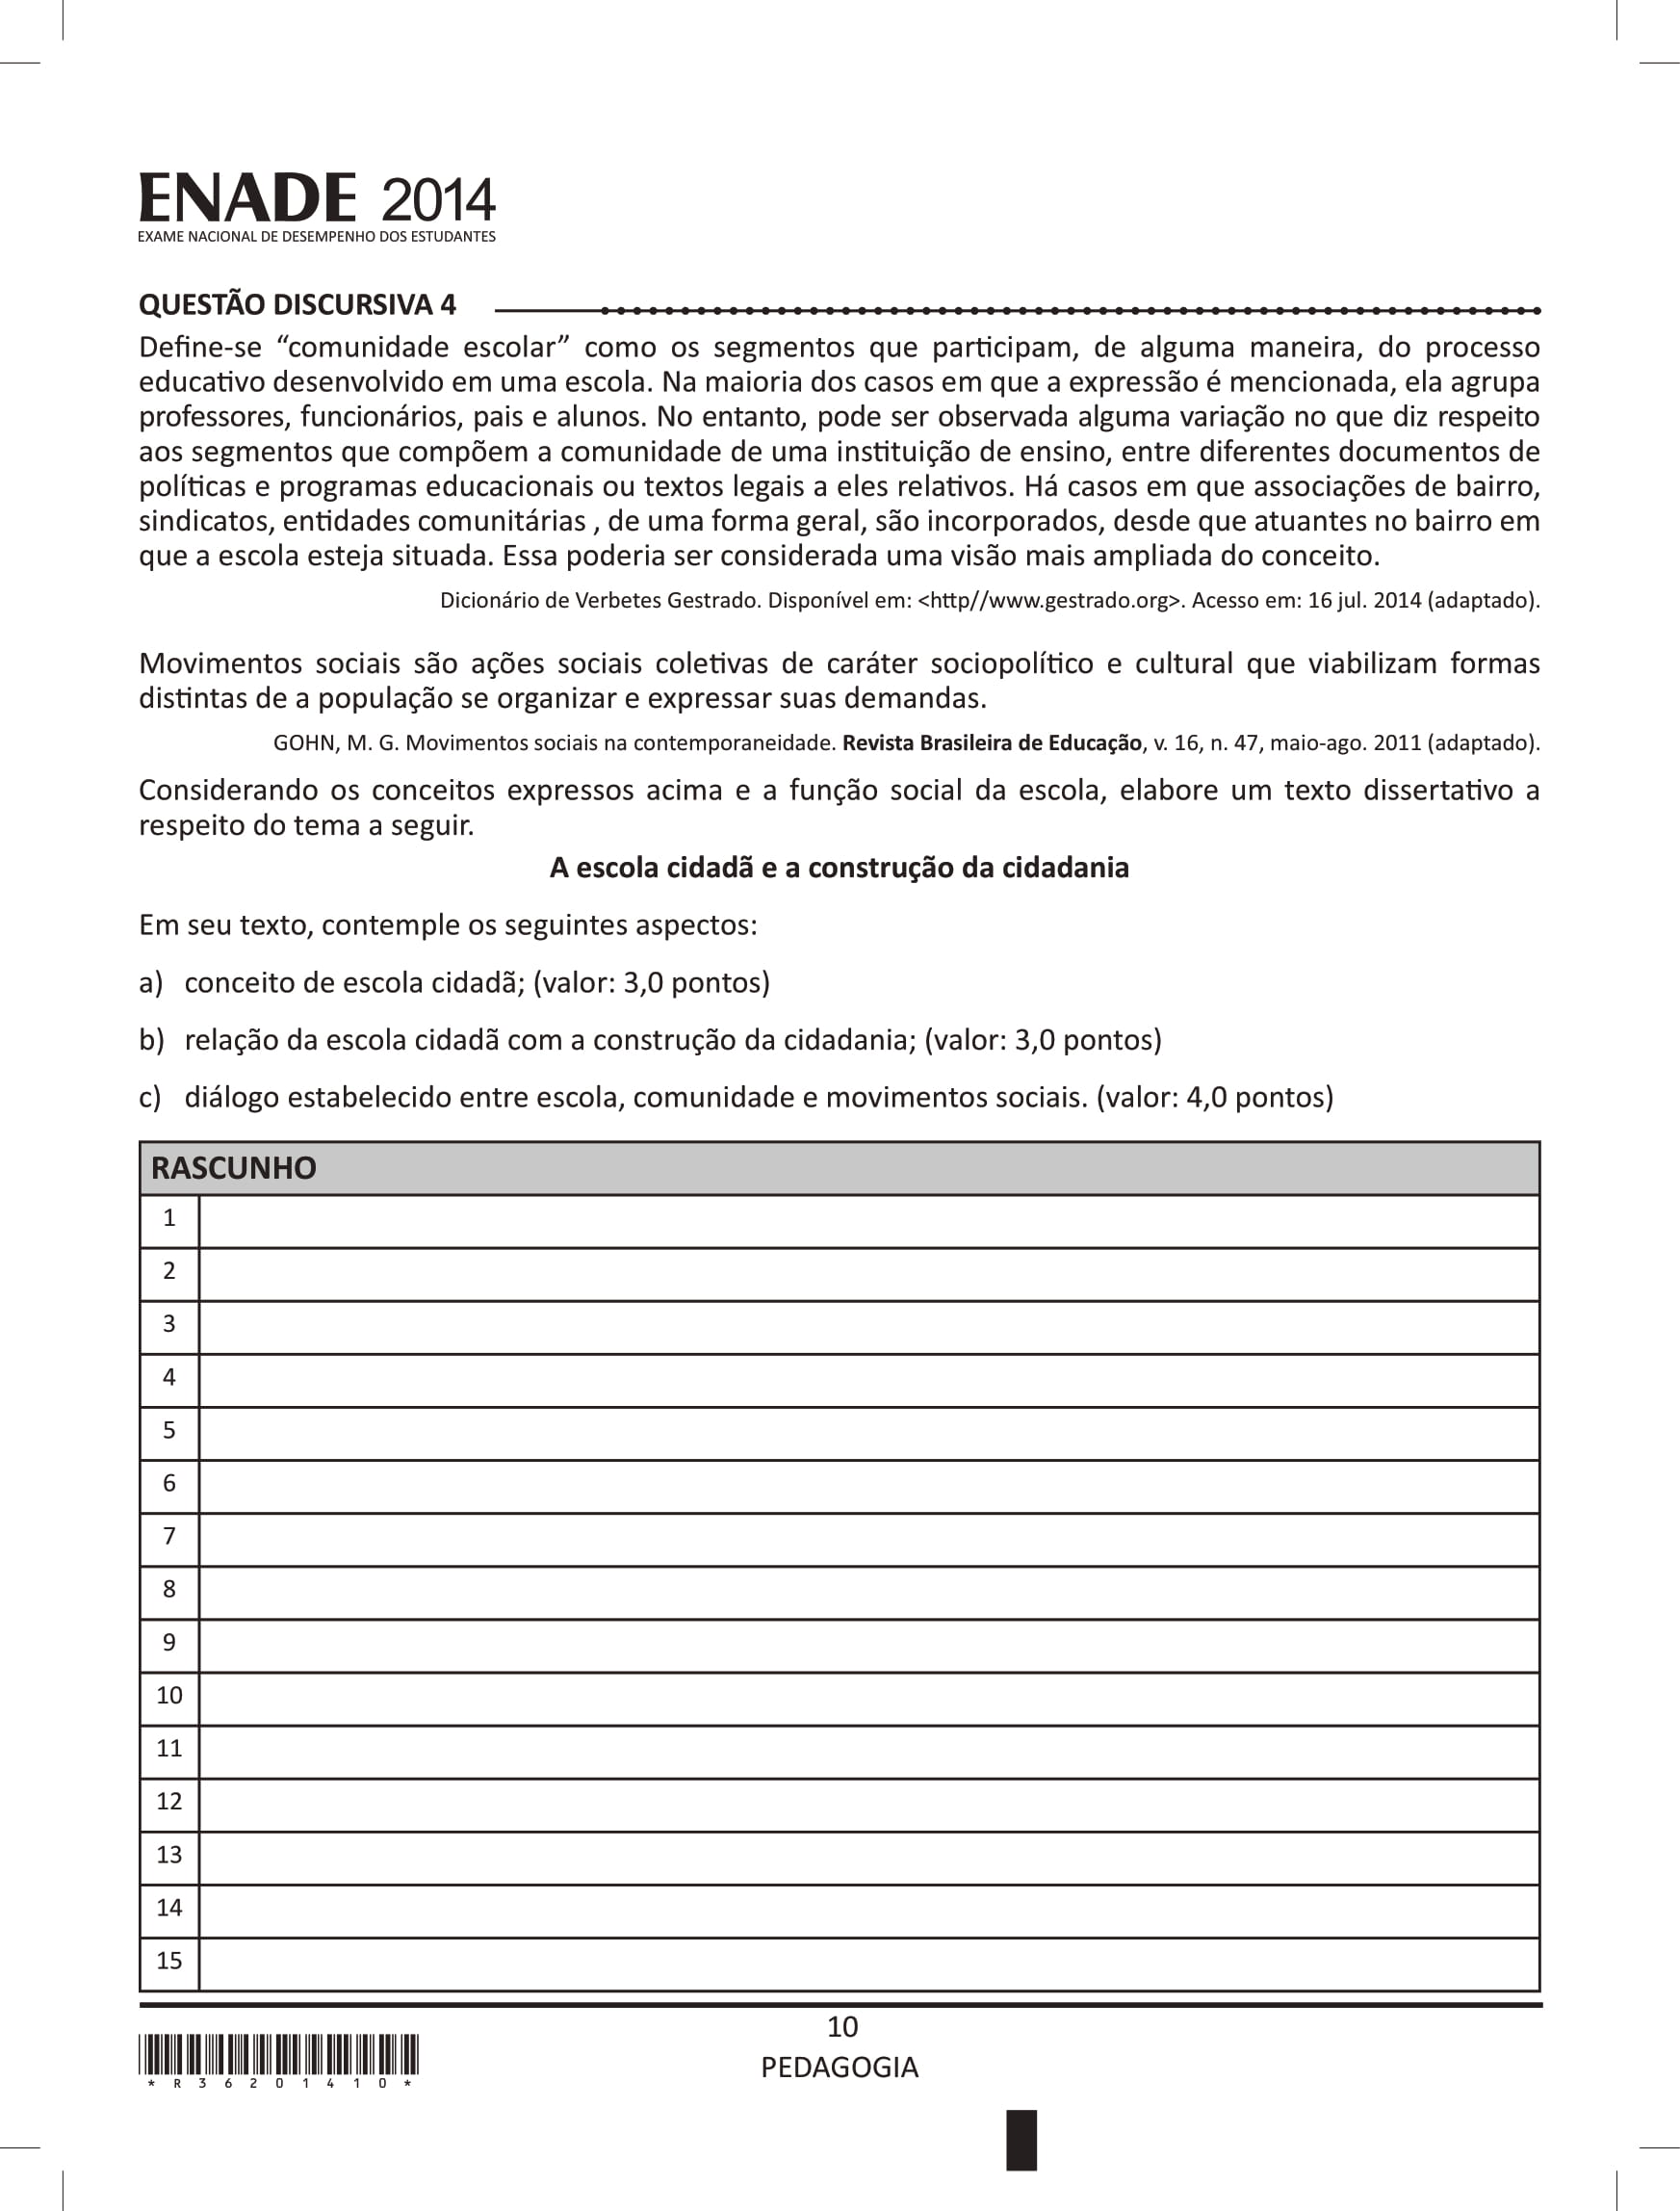 ENADE 2014
EXAME NACIONAL DE DESEMPENHO DOS ESTUDANTES
QUESTÃO DISCURSIVA 4
Define-se “comunidade escolar” como os segmentos que participam, de alguma maneira, do processo
educativo desenvolvido em uma escola. Na maioria dos casos em que a expressão é mencionada, ela agrupa
professores, funcionários, pais e alunos. No entanto, pode ser observada alguma variação no que diz respeito
aos segmentos que compõem a comunidade de uma instituição de ensino, entre diferentes documentos de
políticas e programas educacionais ou textos legais a eles relativos. Há casos em que associações de bairro,
sindicatos, entidades comunitárias , de uma forma geral, são incorporados, desde que atuantes no bairro em
que a escola esteja situada. Essa poderia ser considerada uma visão mais ampliada do conceito.
Dicionário de Verbetes Gestrado. Disponível em: <http//www.gestrado.org>. Acesso em: 16 jul. 2014 (adaptado).
Movimentos sociais são ações sociais coletivas de caráter sociopolítico e cultural que viabilizam formas
distintas de a população se organizar e expressar suas demandas.
GOHN, M. G. Movimentos sociais na contemporaneidade. Revista Brasileira de Educação, v. 16, n. 47, maio-ago. 2011 (adaptado).
Considerando os conceitos expressos acima e a função social da escola, elabore um texto dissertativo a
respeito do tema a seguir.
A escola cidadã e a construção da cidadania
Em seu texto, contemple os seguintes aspectos:
a) conceito de escola cidadã; (valor: 3,0 pontos)
b) relação da escola cidadã com a construção da cidadania; (valor: 3,0 pontos)
c) diálogo estabelecido entre escola, comunidade e movimentos sociais. (valor: 4,0 pontos)
RASCUNHO
1
2
3
4
5
6
7
8
9
10
11
12
13
14
15
10
PEDAGOGIA
*R36201410*